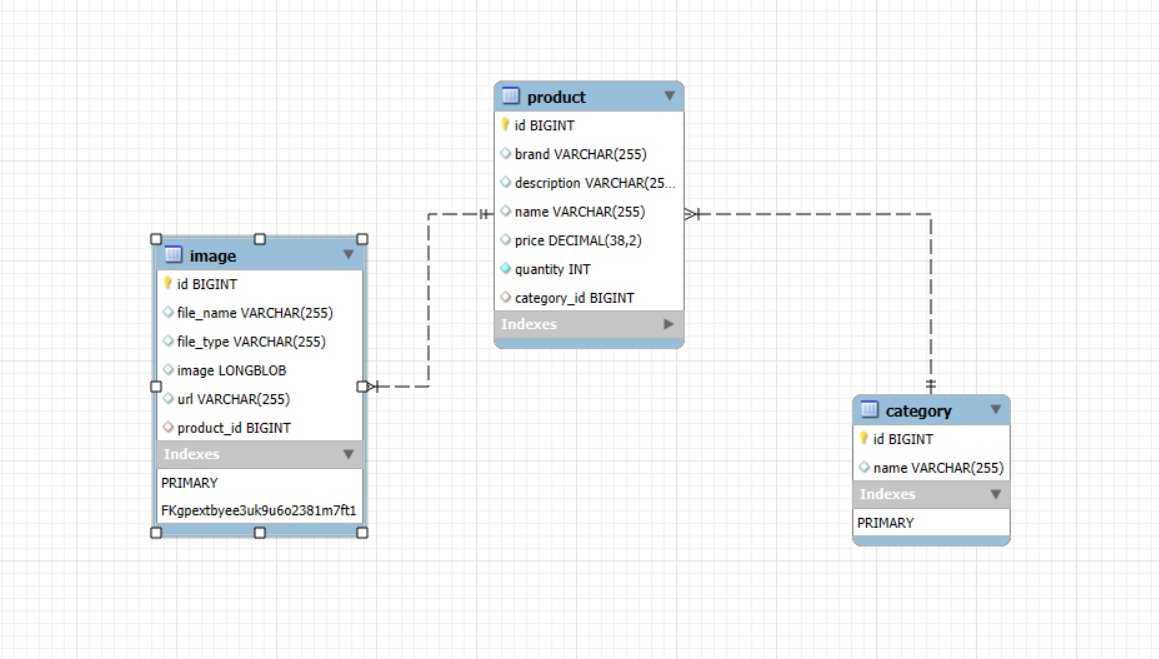 product
id BIGINT
brand VARCHAR(255)
description VARCHAR(25...
name VARCHAR(255)
price DECIMAL(38,2)
quantity INT
category_id BIGINT
Indexes
image
id BIGINT
file_name VARCHAR(255)
file_type VARCHAR(255)
image LONGBLOB
url VARCHAR(255)
product_id BIGINT
Indexes
PRIMARY
FKgpextbyee3uk9u6o2381m7ft1
category
id BIGINT
name VARCHAR(255)
Indexes
PRIMARY